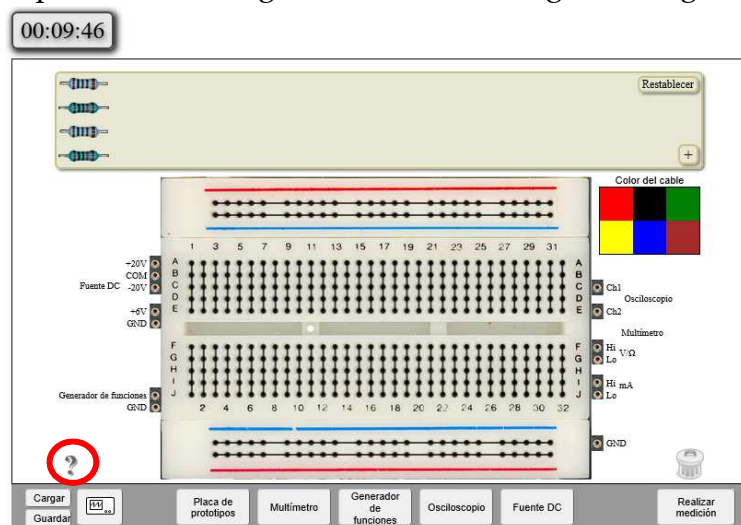 00:09:46
Restablecer
+
Color del cable
1 3 5 7 9 11 13 15 17 19 21 23 25 27 29 31
+20V
COM
Fuente DC -20V
+6V
GND
A
B
C
D
E
A
B
C
D
E
Ch1
Osciloscopio
Ch2
Multímetro
Hi
V/Ω
Lo
Hi
mA
Lo
F
G
H
I
J
F
G
H
I
J
Generador de funciones
GND
2 4 6 8 10 12 14 16 18 20 22 24 26 28 30 32
GND
?
Cargar
Guardar
Placa de
prototipos
Multímetro
Generador
de
funciones
Osciloscopio
Fuente DC
Realizar
medición